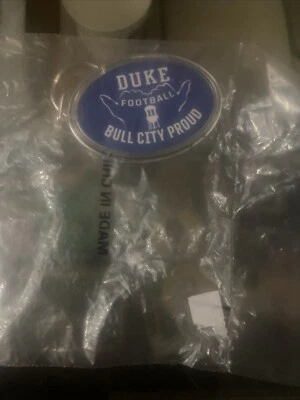 DUKE
FOOTBALL
BULL CITY PROUD
MADE IN CHINA